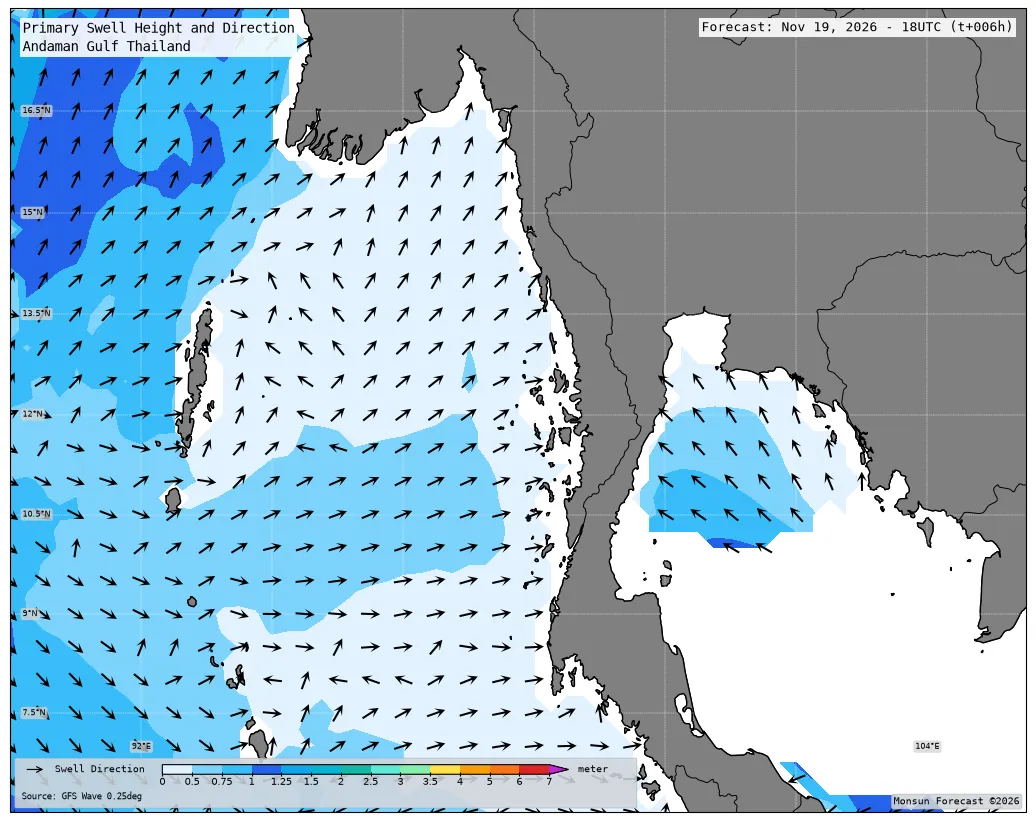 Primary Swell Height and Direction
Andaman Gulf Thailand
Forecast: Nov 19, 2026 - 18UTC (t+006h)
16.5°N
15°N
13.5°N
12°N
10.5°N
9°N
7.5°N
92°E
104°E
Swell Direction
0 0.5 0.75 1 1.25 1.5 2 2.5 3 3.5 4 5 6 7
meter
Source: GFS Wave 0.25deg
Monsun Forecast ©2026